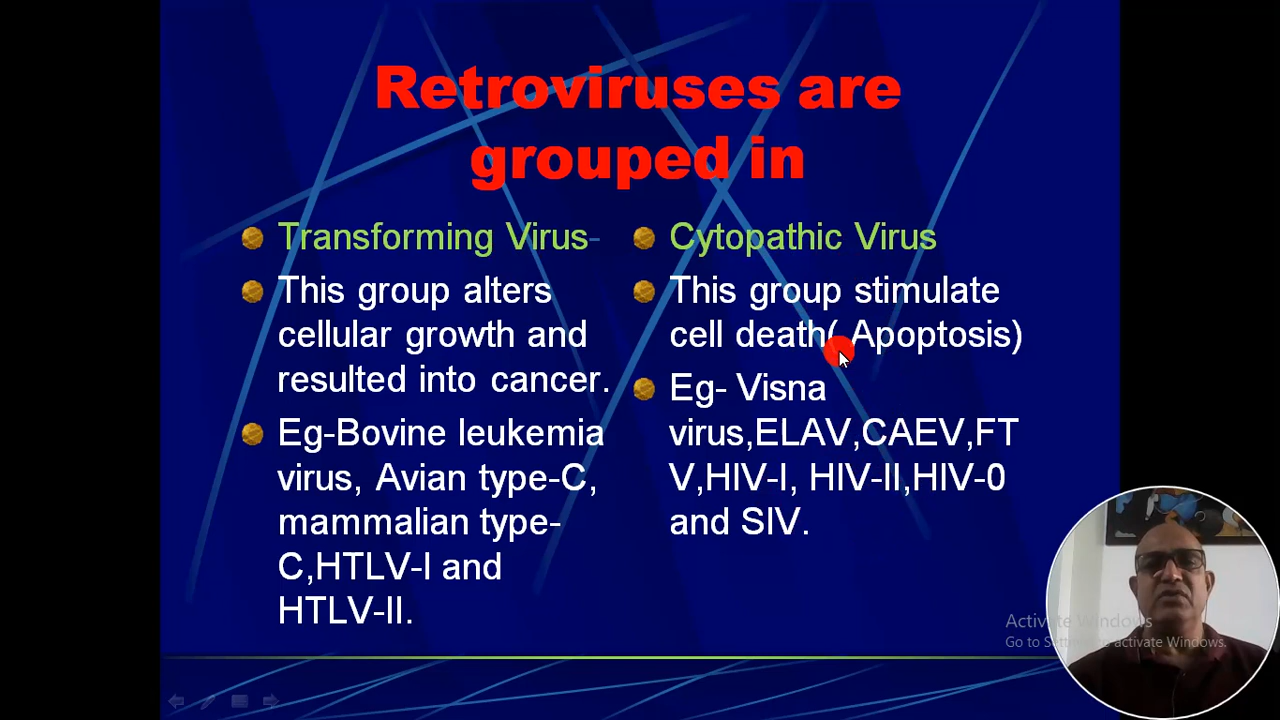 Retroviruses are
grouped in
Transforming Virus-
This group alters
cellular growth and
resulted into cancer.
Eg-Bovine leukemia
virus, Avian type-C,
mammalian type-
C,HTLV-I and
HTLV-II.
Cytopathic Virus
This group stimulate
cell death( Apoptosis)
Eg- Visna
virus,ELAV,CAEV,FT
V,HIV-I, HIV-II,HIV-0
and SIV.
Activate Windows
Go to Settings to activate Windows.